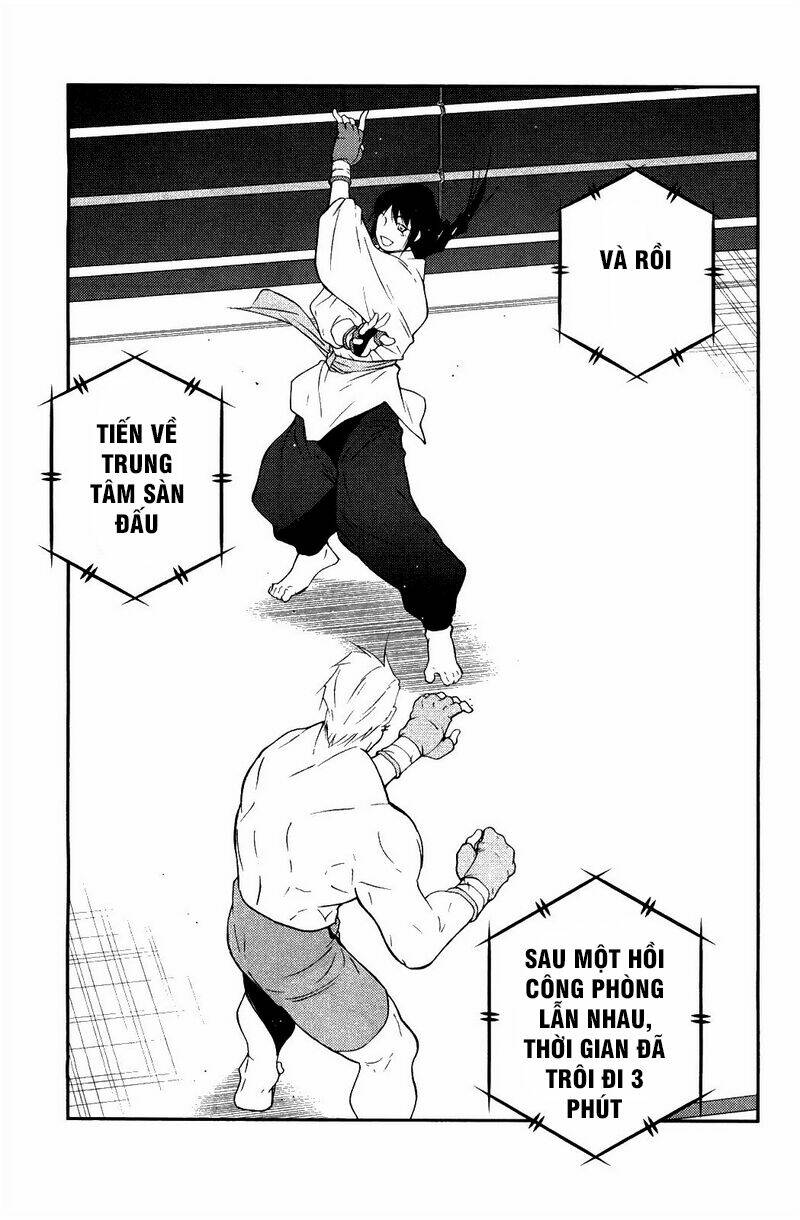 VÀ RỒI
TIẾN VỀ
TRUNG
TÂM SÀN
ĐẤU
SAU MỘT HỒI
CÔNG PHÒNG
LẪN NHAU,
THỜI GIAN ĐÃ
TRÔI ĐI 3
PHÚT